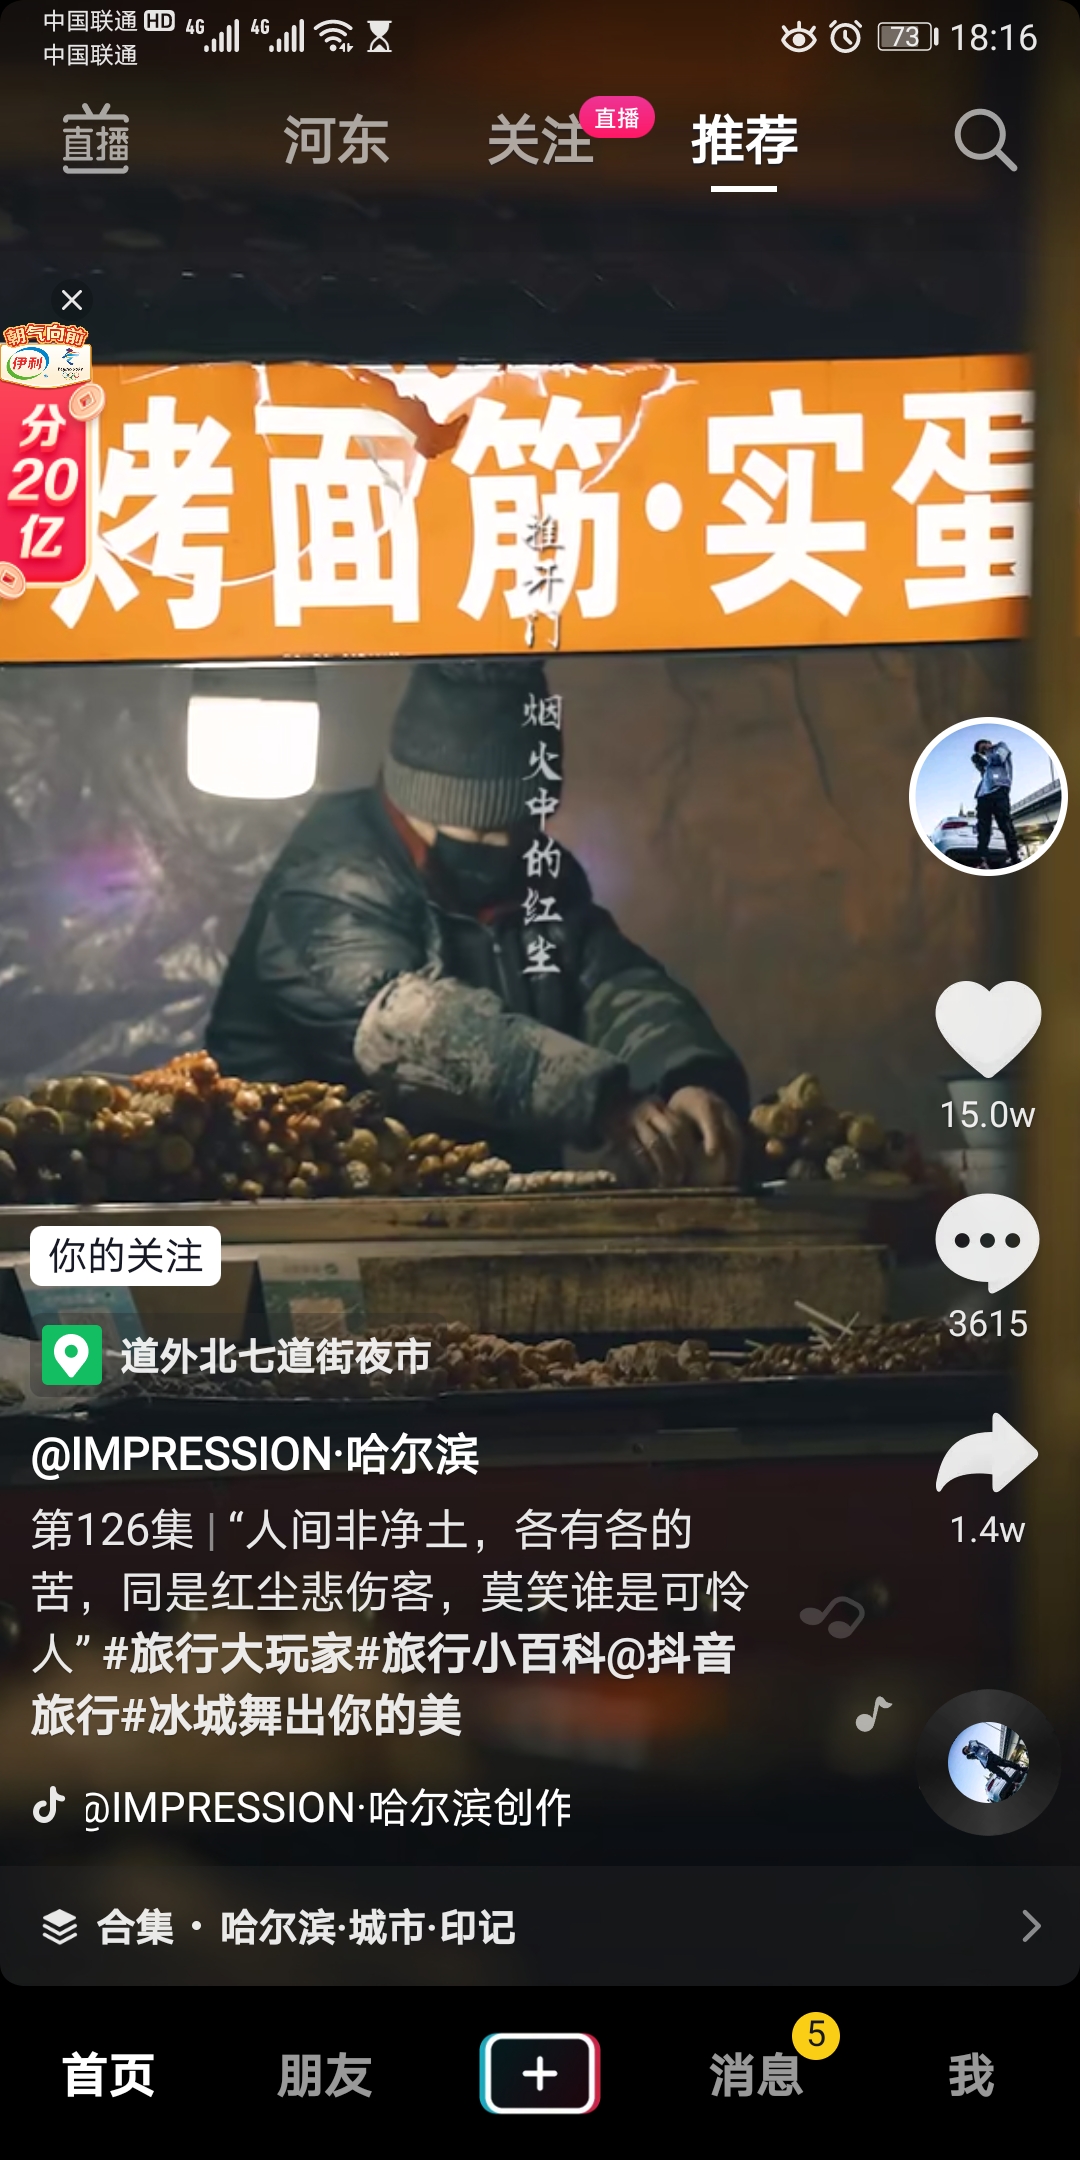 中国联通 HD 4G 4G 73 18:16
中国联通
直播 河东 关注 直播 推荐
朝气向前
伊利
分
20
亿
烤面筋·实蛋
推开门
烟火中的红尘
15.0w
3615
1.4w
你的关注
道外北七道街夜市
@IMPRESSION·哈尔滨
第126集 | “人间非净土，各有各的
苦，同是红尘悲伤客，莫笑谁是可怜
人” #旅行大玩家#旅行小百科@抖音
旅行#冰城舞出你的美
@IMPRESSION·哈尔滨创作
合集 · 哈尔滨·城市·印记
首页 朋友 消息 5 我